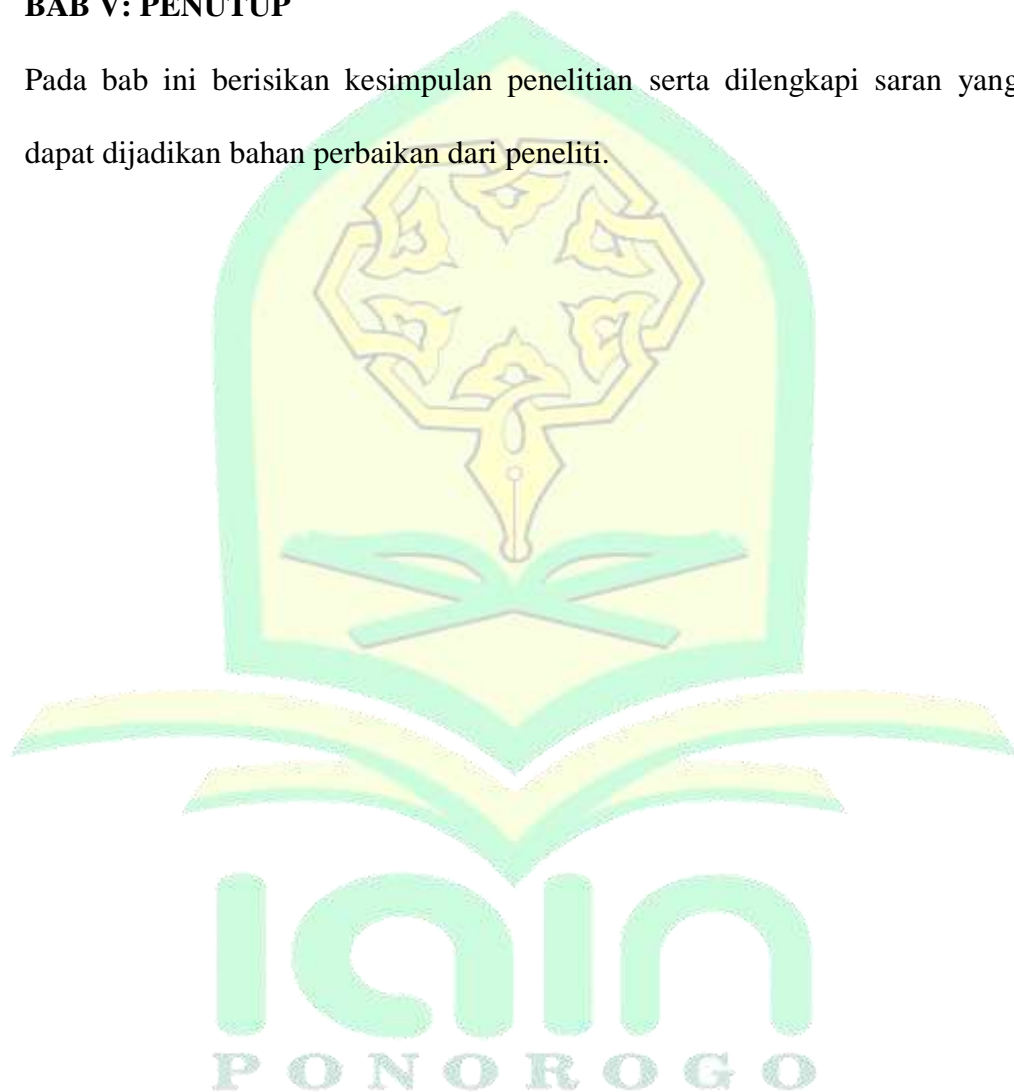 BAB V: PENUTUP
Pada bab ini berisikan kesimpulan penelitian serta dilengkapi saran yang
dapat dijadikan bahan perbaikan dari peneliti.
IAIN
PONOROGO